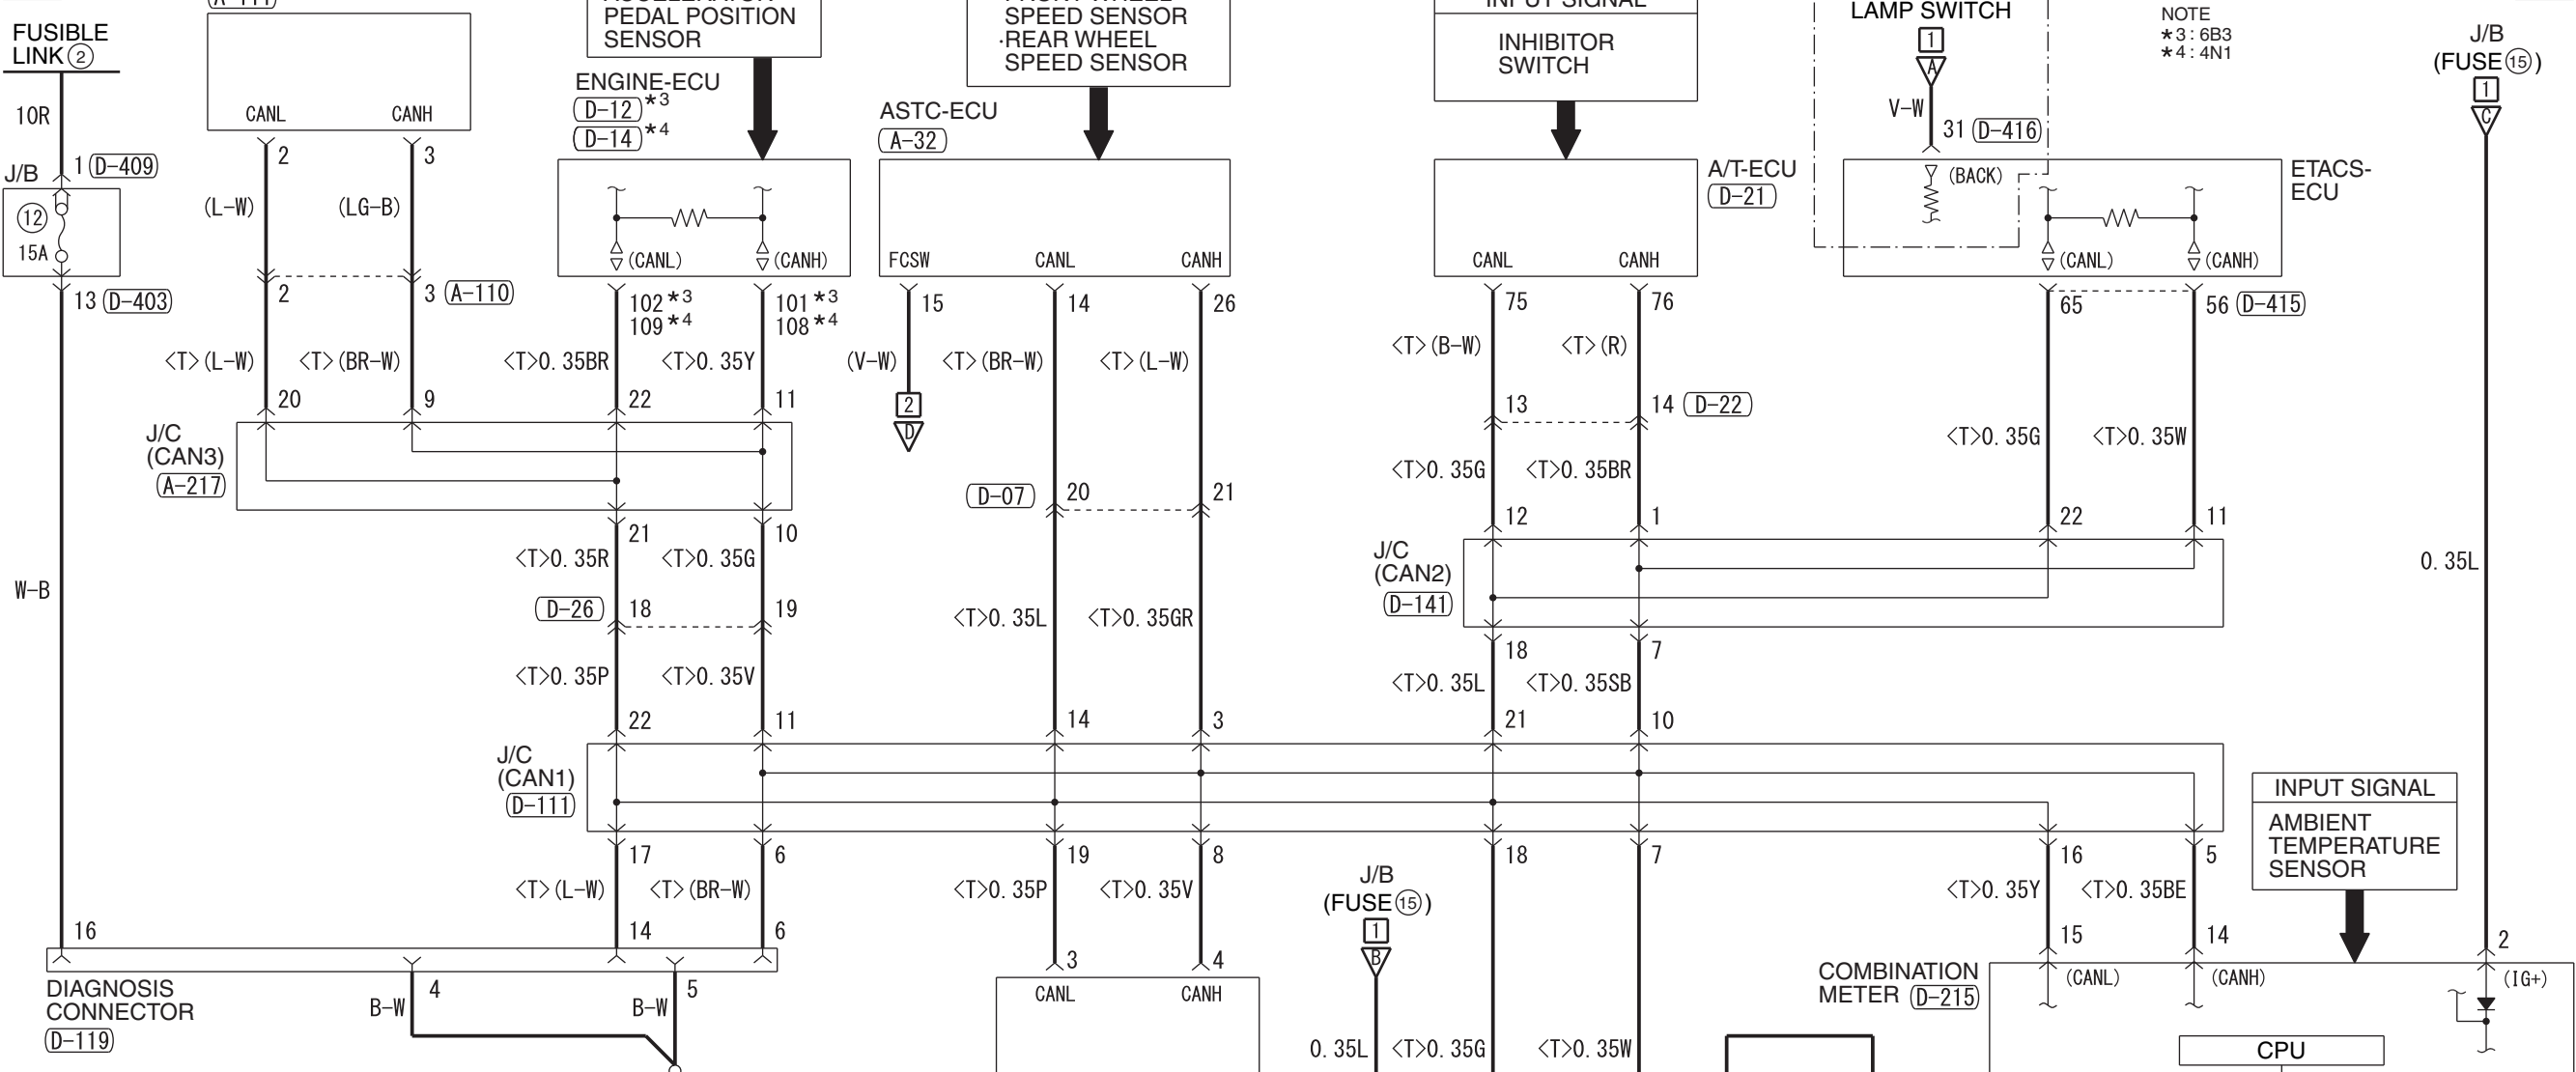 FUSIBLE
LINK ②
10R
1 D-409
J/B
⑫
15A
13 D-403
W-B
16
CANL
CANH
2
3
(L-W)
(LG-B)
2
3 A-110
<T>(L-W)
<T>(BR-W)
20
9
J/C
(CAN3)
A-217
PEDAL POSITION
SENSOR
ENGINE-ECU
D-12 *3
D-14 *4
(CANL)
(CANH)
102 *3
109 *4
101 *3
108 *4
<T>0.35BR
<T>0.35Y
22
11
21
10
<T>0.35R
<T>0.35G
D-26
18
19
<T>0.35P
<T>0.35V
22
11
SPEED SENSOR
·REAR WHEEL
SPEED SENSOR
ASTC-ECU
A-32
FCSW
CANL
CANH
15
14
26
(V-W)
<T>(BR-W)
<T>(L-W)
2
D
D-07
20
21
<T>0.35L
<T>0.35GR
14
3
INPUT SIGNAL
INHIBITOR
SWITCH
A/T-ECU
D-21
CANL
CANH
75
76
<T>(B-W)
<T>(R)
13
14 D-22
<T>0.35G
<T>0.35BR
12
1
J/C
(CAN2)
D-141
18
7
<T>0.35L
<T>0.35SB
21
10
LAMP SWITCH
1
A
V-W
31 D-416
(BACK)
ETACS-
ECU
(CANL)
(CANH)
65
56 D-415
<T>0.35G
<T>0.35W
22
11
NOTE
*3 : 6B3
*4 : 4N1
J/B
(FUSE ⑮)
1
C
0.35L
2
J/C
(CAN1)
D-111
17
6
19
8
18
7
16
5
<T>(L-W)
<T>(BR-W)
<T>0.35P
<T>0.35V
<T>0.35Y
<T>0.35BE
14
6
3
4
15
14
DIAGNOSIS
CONNECTOR
D-119
4
5
B-W
B-W
CANL
CANH
J/B
(FUSE ⑮)
1
B
0.35L
<T>0.35G
<T>0.35W
INPUT SIGNAL
AMBIENT
TEMPERATURE
SENSOR
COMBINATION
METER D-215
(CANL)
(CANH)
(IG+)
CPU